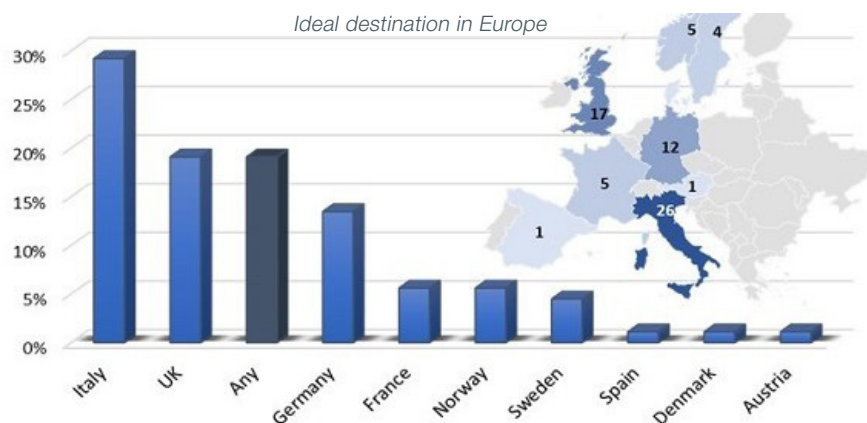 Ideal destination in Europe
30%
25%
20%
15%
10%
5%
0%
Italy
UK
Any
Germany
France
Norway
Sweden
Spain
Denmark
Austria
5
4
17
12
5
1
26
1